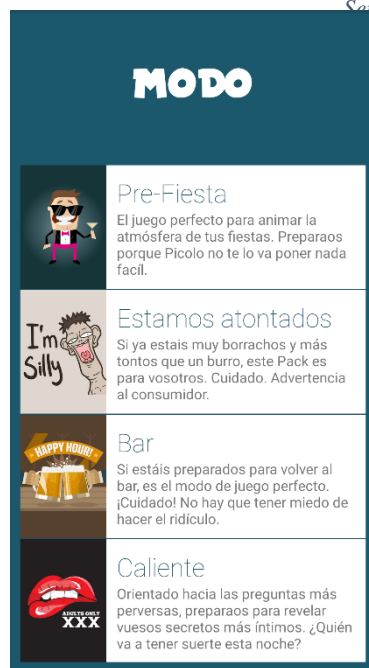 MODO
Pre-Fiesta
El juego perfecto para animar la
atmósfera de tus fiestas. Preparaos
porque Picolo no te lo va poner nada
facíl.
I'm
Silly
Estamos atontados
Si ya estais muy borrachos y más
tontos que un burro, este Pack es
para vosotros. Cuidado. Advertencia
al consumidor.
HAPPY HOUR!
Bar
Si estáis preparados para volver al
bar, es el modo de juego perfecto.
¡Cuidado! No hay que tener miedo de
hacer el ridículo.
ADULTS ONLY
XXX
Caliente
Orientado hacia las preguntas más
perversas, preparaos para revelar
vuesos secretos más íntimos. ¿Quién
va a tener suerte esta noche?